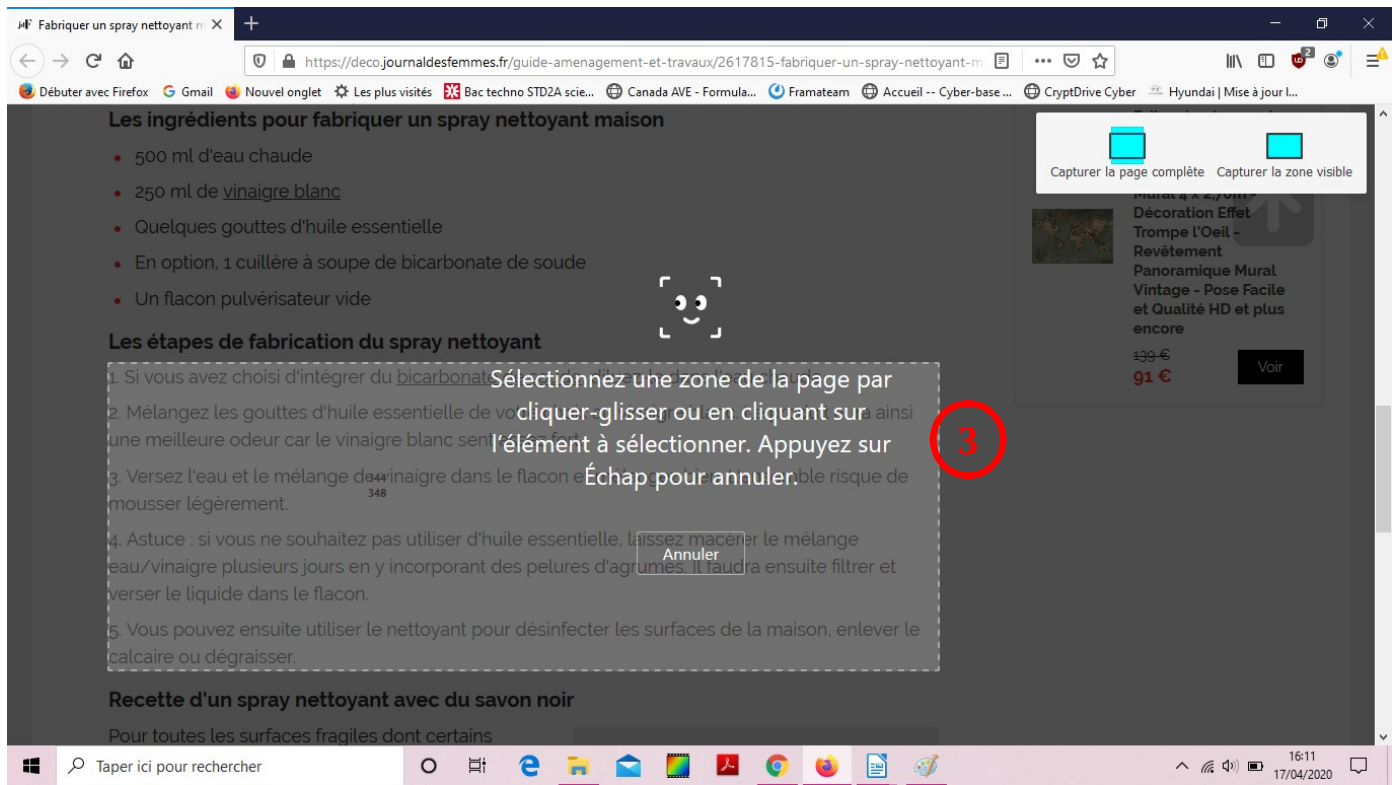 Fabriquer un spray nettoyant m
https://deco.journaldesfemmes.fr/guide-amenagement-et-travaux/2617815-fabriquer-un-spray-nettoyant-m
2
Débuter avec Firefox Gmail Nouvel onglet Les plus visités Bac techno STD2A scie... Canada AVE - Formula... Framateam Accueil -- Cyber-base ... CryptDrive Cyber Hyundai | Mise à jour l...
Les ingrédients pour fabriquer un spray nettoyant maison
500 ml d'eau chaude
250 ml de vinaigre blanc
Quelques gouttes d'huile essentielle
En option, 1 cuillère à soupe de bicarbonate de soude
Un flacon pulvérisateur vide
Les étapes de fabrication du spray nettoyant
1. Si vous avez choisi d'intégrer du bicarbonate
2. Mélangez les gouttes d'huile essentielle de ainsi
une meilleure odeur car le vinaigre blanc
3. Versez l'eau et le mélange de vinaigre dans le flacon risque de
mousser légèrement.
4. Astuce : si vous ne souhaitez pas utiliser d'huile essentielle, laissez macérer le mélange
eau/vinaigre plusieurs jours en y incorporant des pelures d'agrumes. Il faudra ensuite filtrer et
verser le liquide dans le flacon.
5. Vous pouvez ensuite utiliser le nettoyant pour désinfecter les surfaces de la maison, enlever le
calcaire ou dégraisser.
344
348
Sélectionnez une zone de la page par
cliquer-glisser ou en cliquant sur
l'élément à sélectionner. Appuyez sur
Échap pour annuler.
Annuler
3
Recette d'un spray nettoyant avec du savon noir
Pour toutes les surfaces fragiles dont certains
Capturer la page complète Capturer la zone visible
Mural 4 x 2,70m -
Décoration Effet
Trompe l'Oeil -
Revêtement
Panoramique Mural
Vintage - Pose Facile
et Qualité HD et plus
encore
139 €
91 €
Voir
Taper ici pour rechercher
16:11
17/04/2020